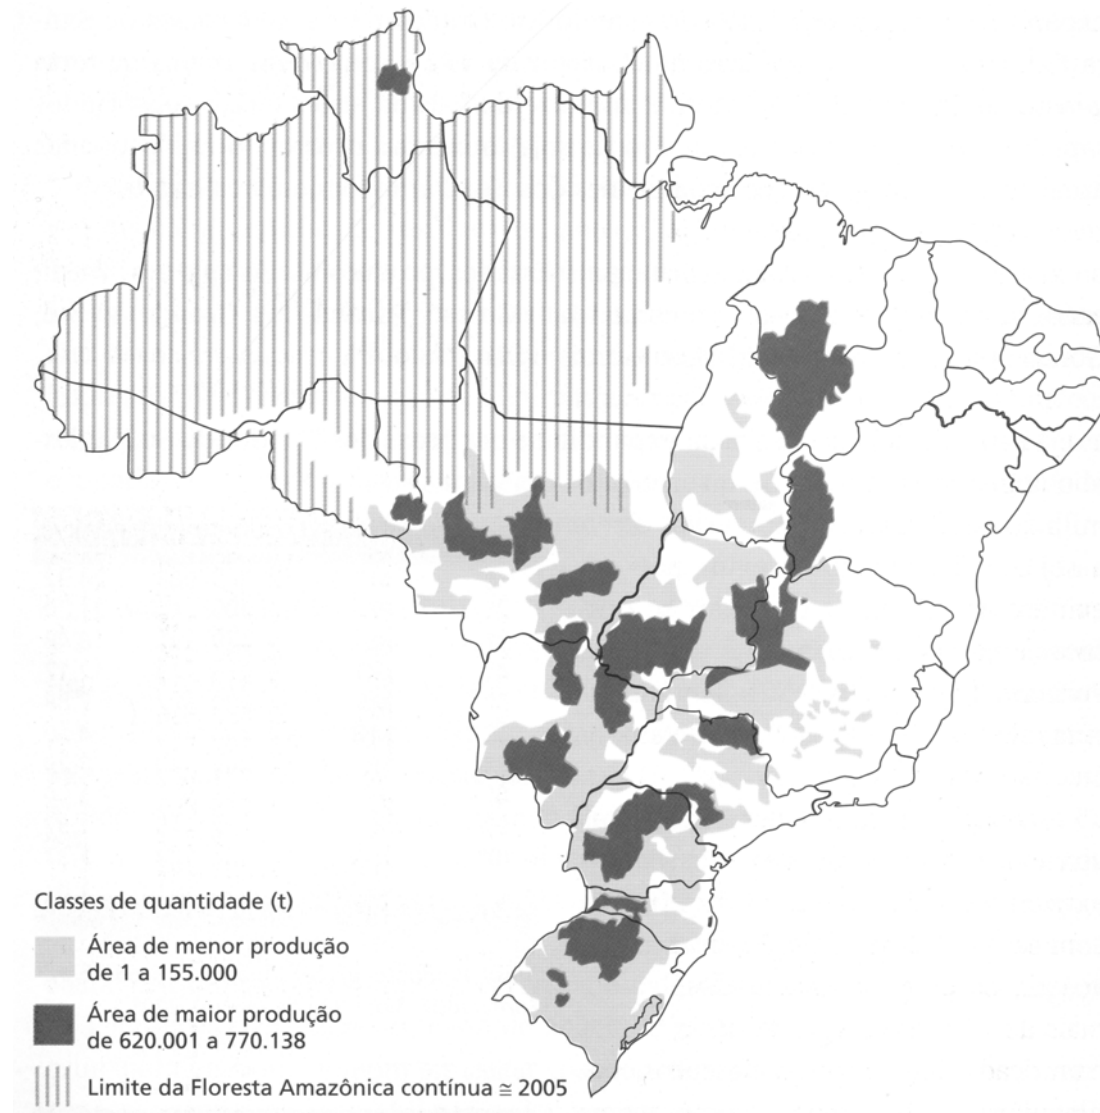 Classes de quantidade (t)
Área de menor produção
de 1 a 155.000
Área de maior produção
de 620.001 a 770.138
Limite da Floresta Amazônica contínua ≅ 2005